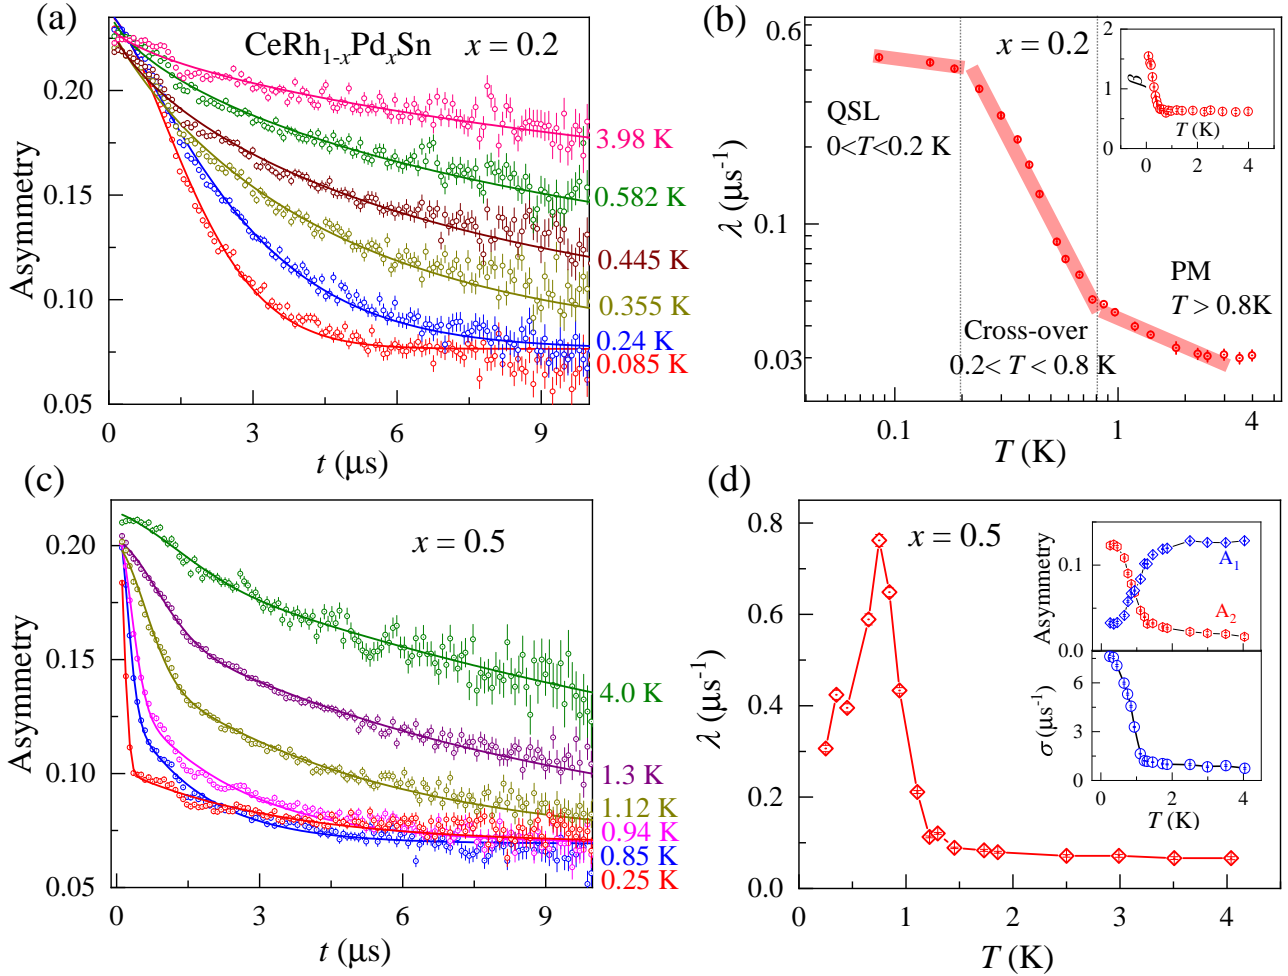 (a)
CeRh1-xPdxSn x = 0.2
0.20
0.15
0.10
0.05
Asymmetry
3.98 K
0.582 K
0.445 K
0.355 K
0.24 K
0.085 K
0 3 6 9
t (μs)
(b)
x = 0.2
0.6
0.1
0.03
λ (μs-1)
QSL
0<T<0.2 K
Cross-over
0.2< T < 0.8 K
PM
T > 0.8K
2
1
0
β
T (K)
0 2 4
0.1 1 4
T (K)
(c)
x = 0.5
0.20
0.15
0.10
0.05
Asymmetry
4.0 K
1.3 K
1.12 K
0.94 K
0.85 K
0.25 K
0 3 6 9
t (μs)
(d)
x = 0.5
0.8
0.6
0.4
0.2
0.0
λ (μs-1)
0.1
0.0
Asymmetry
A1
A2
6
3
0
σ (μs-1)
0 1 2 3 4
T (K)
0 1 2 3 4
T (K)